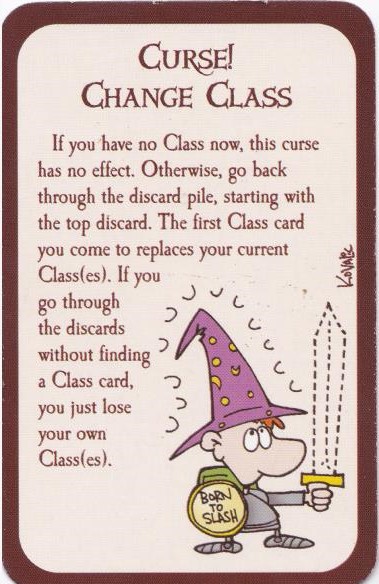 CURSE!
CHANGE CLASS
If you have no Class now, this curse
has no effect. Otherwise, go back
through the discard pile, starting with
the top discard. The first Class card
you come to replaces your current
Class(es). If you
go through
the discards
without finding
a Class card,
you just lose
your own
Class(es).
KOVALIC
BORN
TO
SLASH